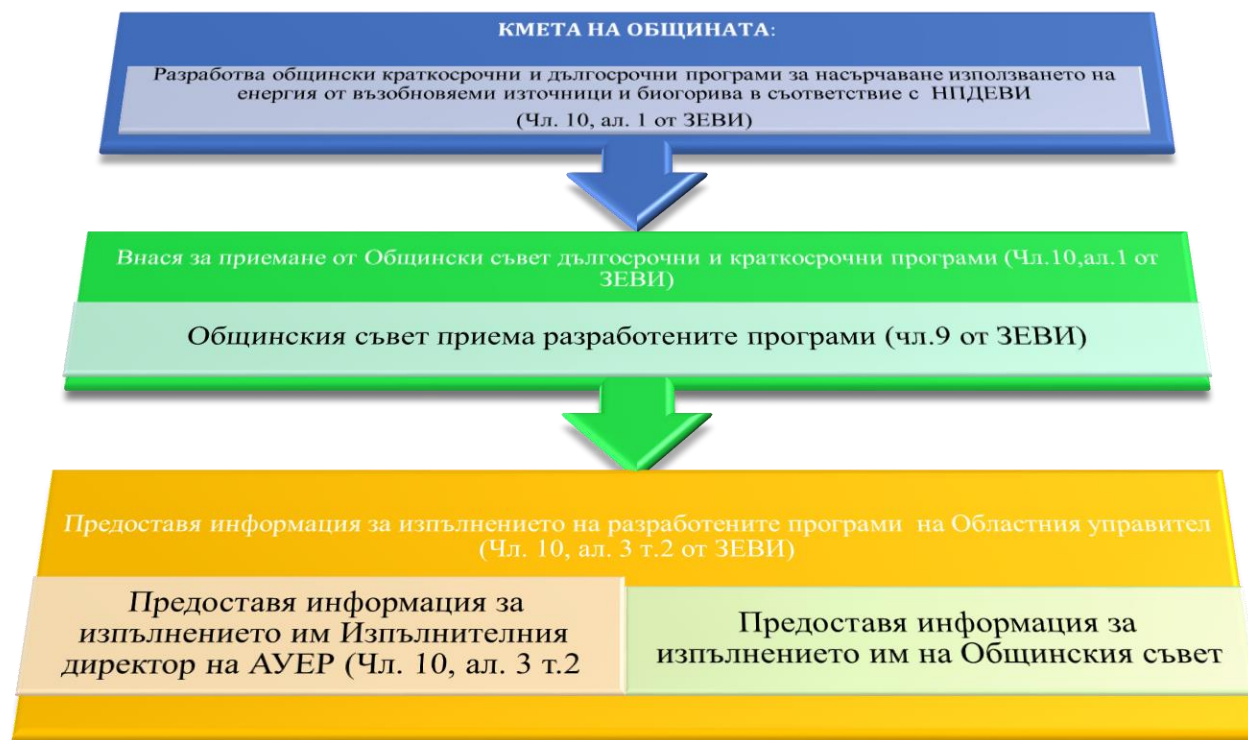 КМЕТА НА ОБЩИНАТА:
Разработва общински краткосрочни и дългосрочни програми за насърчаване използването на
енергия от възобновяеми източници и биогорива в съответствие с НПДЕВИ
(Чл. 10, ал. 1 от ЗЕВИ)
Внася за приемане от Общински съвет дългосрочни и краткосрочни програми (Чл.10,ал.1 от
ЗЕВИ)
Общинския съвет приема разработените програми (чл.9 от ЗЕВИ)
Предоставя информация за изпълнението на разработените програми на Областния управител
(Чл. 10, ал. 3 т.2 от ЗЕВИ)
Предоставя информация за
изпълнението им Изпълнителния
директор на АУЕР (Чл. 10, ал. 3 т.2
Предоставя информация за
изпълнението им на Общинския съвет